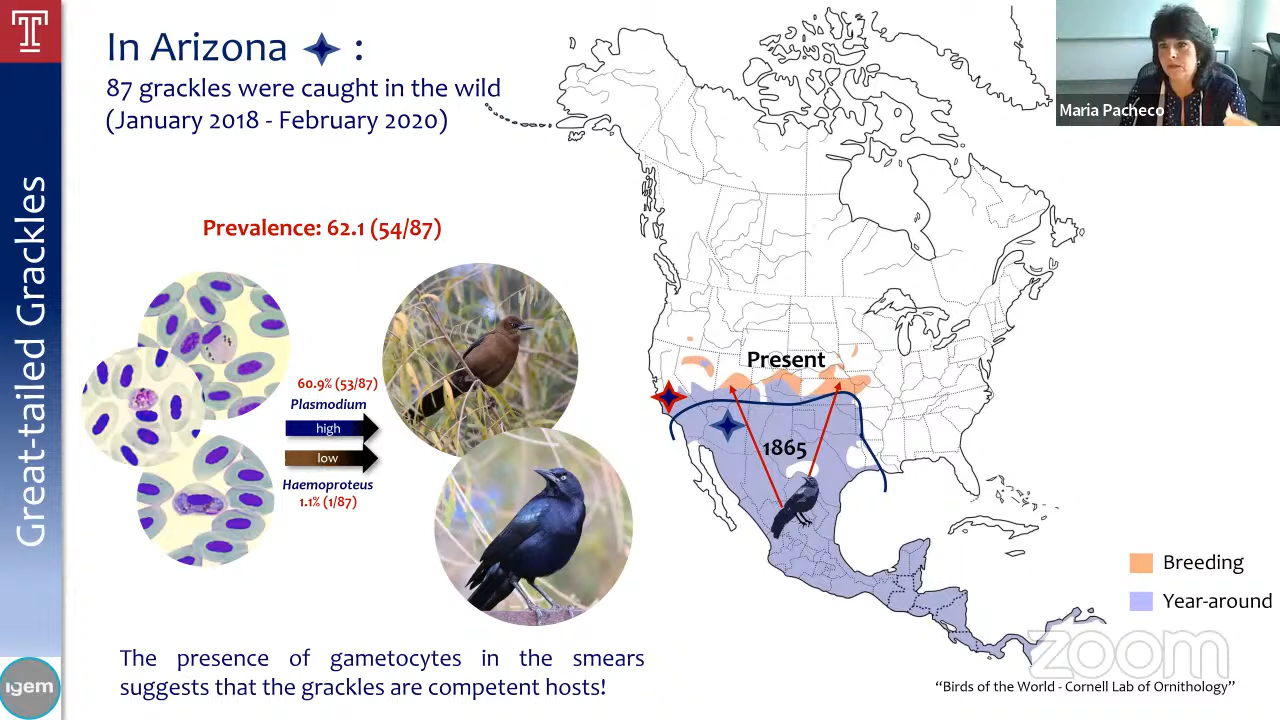 Great-tailed Grackles
igem
In Arizona :
87 grackles were caught in the wild
(January 2018 - February 2020)
Prevalence: 62.1 (54/87)
60.9% (53/87)
Plasmodium
high
low
Haemoproteus
1.1% (1/87)
The presence of gametocytes in the smears
suggests that the grackles are competent hosts!
Maria Pacheco
Present
1865
Breeding
Year-around
zoom
“Birds of the World - Cornell Lab of Ornithology”